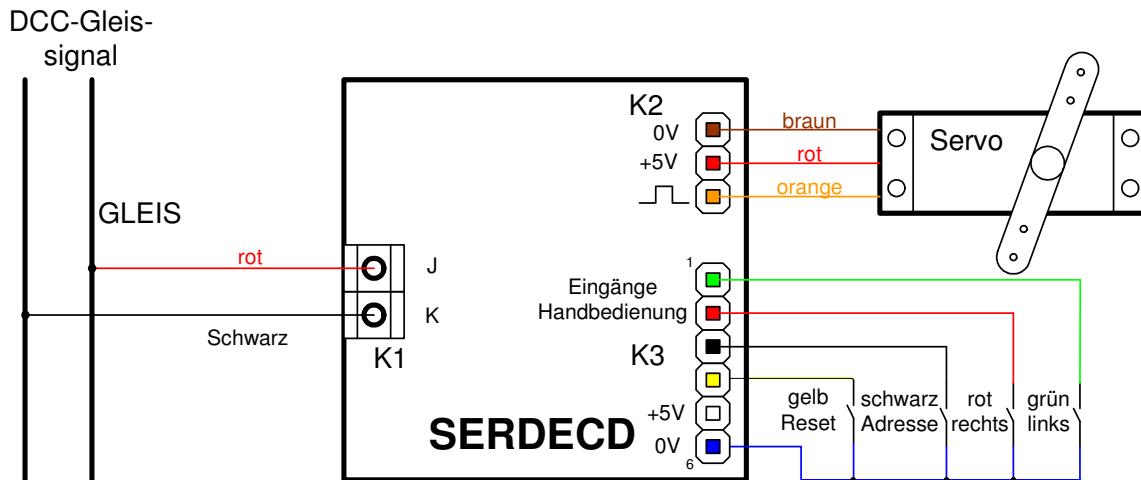 DCC-Gleis-
signal
GLEIS
rot
Schwarz
J
K
K1
K2
0V
+5V
braun
rot
orange
Servo
1
Eingänge
Handbedienung
K3
+5V
0V
6
SERDECD
gelb
Reset
schwarz
Adresse
rot
rechts
grün
links